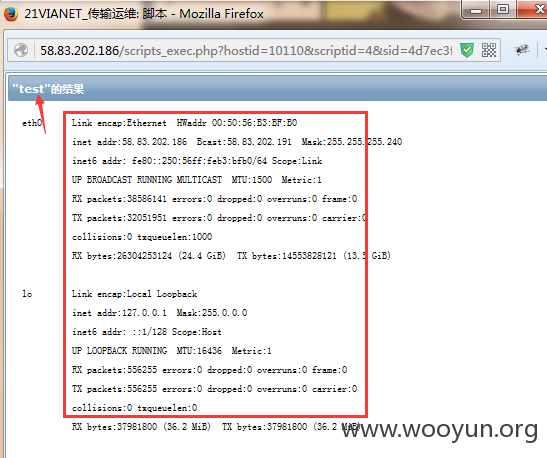 21VIANET_传输运维: 脚本 - Mozilla Firefox
58.83.202.186/scripts_exec.php?hostid=10110&scriptid=4&sid=4d7ec3f
"test"的结果
eth0 Link encap:Ethernet HWaddr 00:50:56:B3:BF:B0
inet addr:58.83.202.186 Bcast:58.83.202.191 Mask:255.255.255.240
inet6 addr: fe80::250:56ff:feb3:bfb0/64 Scope:Link
UP BROADCAST RUNNING MULTICAST MTU:1500 Metric:1
RX packets:38586141 errors:0 dropped:0 overruns:0 frame:0
TX packets:32051951 errors:0 dropped:0 overruns:0 carrier:0
collisions:0 txqueuelen:1000
RX bytes:26304253124 (24.4 GiB) TX bytes:14553828121 (13.5 GiB)
lo Link encap:Local Loopback
inet addr:127.0.0.1 Mask:255.0.0.0
inet6 addr: ::1/128 Scope:Host
UP LOOPBACK RUNNING MTU:16436 Metric:1
RX packets:556255 errors:0 dropped:0 overruns:0 frame:0
TX packets:556255 errors:0 dropped:0 overruns:0 carrier:0
collisions:0 txqueuelen:0
RX bytes:37981800 (36.2 MiB) TX bytes:37981800 (36.2 MiB)
www.wooyun.org